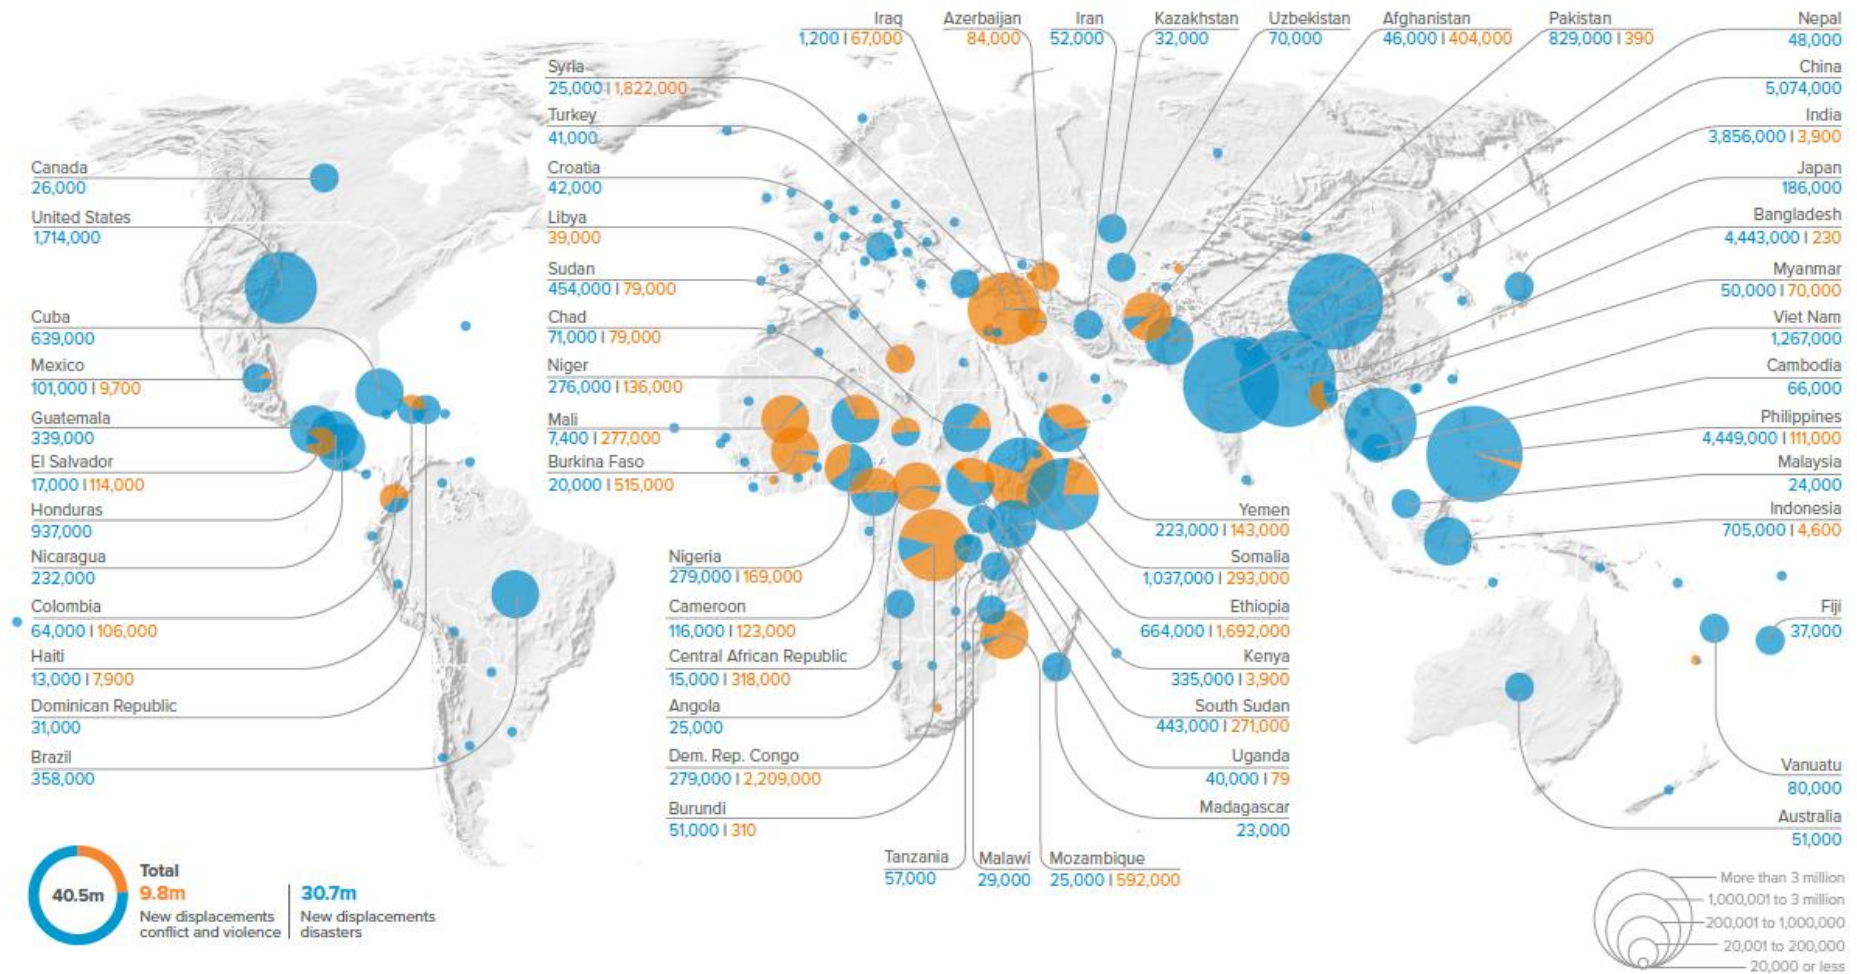 Iraq
1,200 | 67,000
Azerbaijan
84,000
Iran
52,000
Kazakhstan
32,000
Uzbekistan
70,000
Afghanistan
46,000 | 404,000
Pakistan
829,000 | 390
Nepal
48,000
China
5,074,000
India
3,856,000 | 3,900
Japan
186,000
Bangladesh
4,443,000 | 230
Myanmar
50,000 | 70,000
Viet Nam
1,267,000
Cambodia
66,000
Philippines
4,449,000 | 111,000
Malaysia
24,000
Indonesia
705,000 | 4,600
Fiji
37,000
Vanuatu
80,000
Australia
51,000
Syria
25,000 | 1,822,000
Turkey
41,000
Croatia
42,000
Libya
39,000
Sudan
454,000 | 79,000
Chad
71,000 | 79,000
Niger
276,000 | 136,000
Mali
7,400 | 277,000
Burkina Faso
20,000 | 515,000
Canada
26,000
United States
1,714,000
Cuba
639,000
Mexico
101,000 | 9,700
Guatemala
339,000
El Salvador
17,000 | 114,000
Honduras
937,000
Nicaragua
232,000
Colombia
64,000 | 106,000
Haiti
13,000 | 7,900
Dominican Republic
31,000
Brazil
358,000
Nigeria
279,000 | 169,000
Cameroon
116,000 | 123,000
Central African Republic
15,000 | 318,000
Angola
25,000
Dem. Rep. Congo
279,000 | 2,209,000
Burundi
51,000 | 310
Tanzania
57,000
Malawi
29,000
Mozambique
25,000 | 592,000
Yemen
223,000 | 143,000
Somalia
1,037,000 | 293,000
Ethiopia
664,000 | 1,692,000
Kenya
335,000 | 3,900
South Sudan
443,000 | 271,000
Uganda
40,000 | 79
Madagascar
23,000
40.5m
Total
9.8m
New displacements
conflict and violence
30.7m
New displacements
disasters
More than 3 million
1,000,001 to 3 million
200,001 to 1,000,000
20,001 to 200,000
20,000 or less